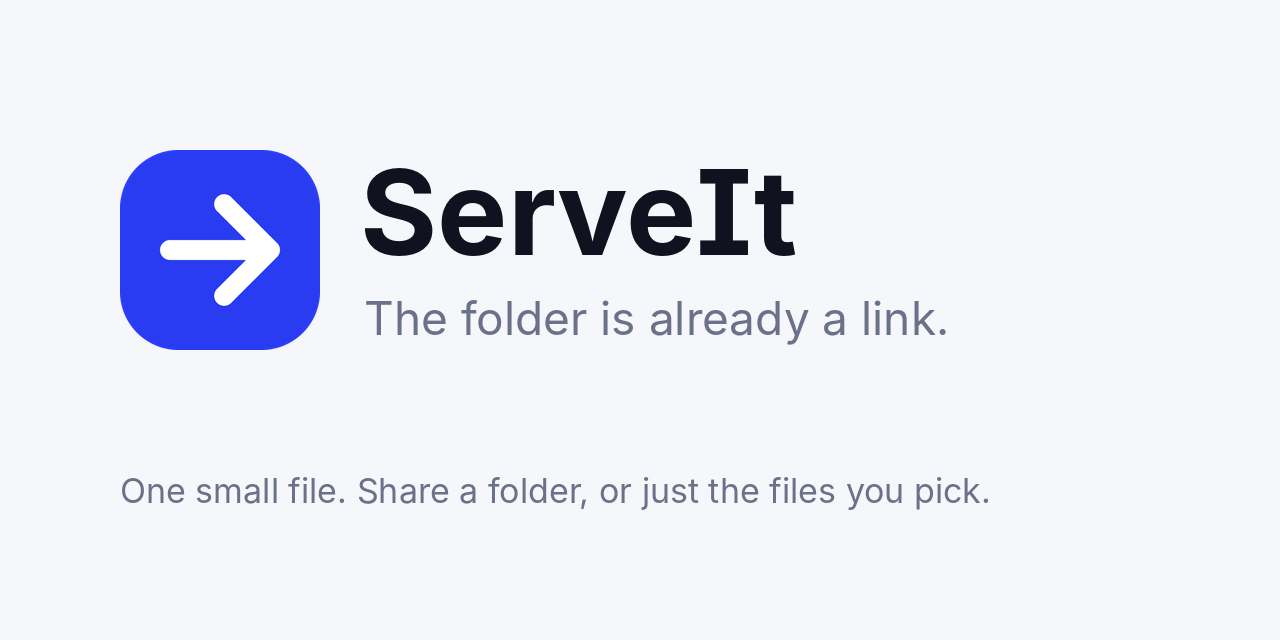 ServeIt
The folder is already a link.
One small file. Share a folder, or just the files you pick.